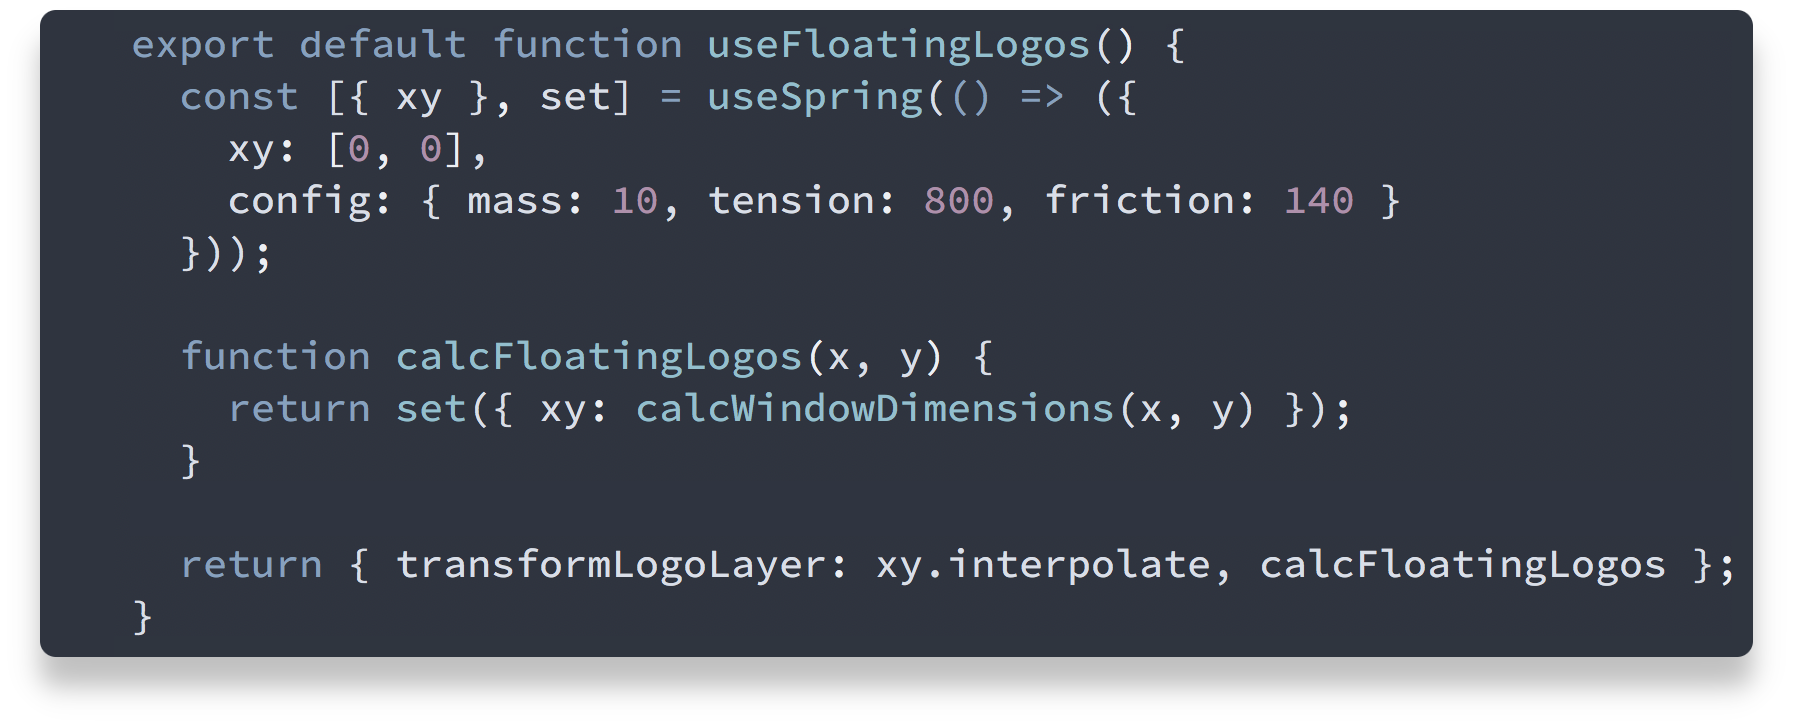 export default function useFloatingLogos() {
  const [{ xy }, set] = useSpring(() => ({
    xy: [0, 0],
    config: { mass: 10, tension: 800, friction: 140 }
  }));

  function calcFloatingLogos(x, y) {
    return set({ xy: calcWindowDimensions(x, y) });
  }

  return { transformLogoLayer: xy.interpolate, calcFloatingLogos };
}